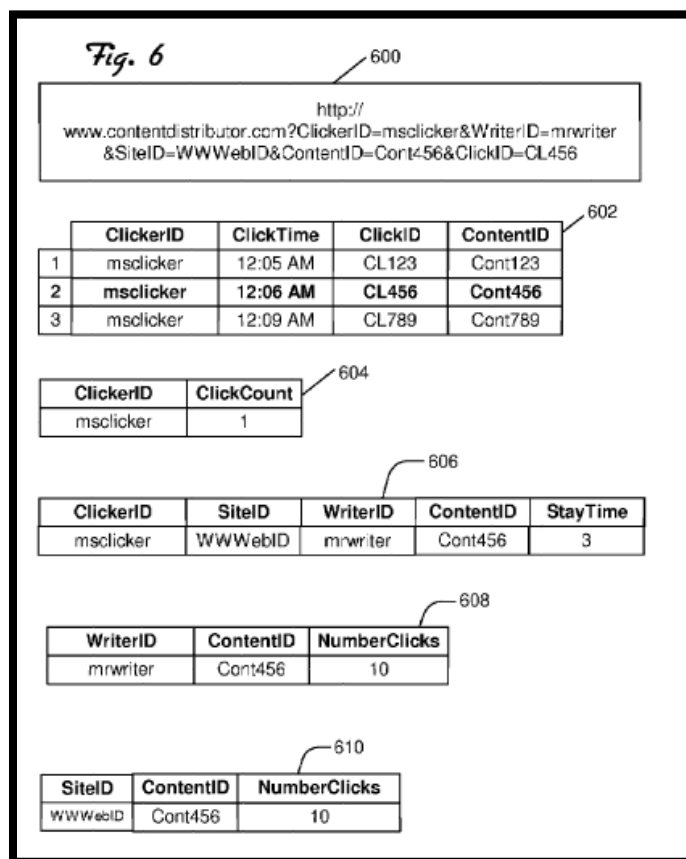 Fig. 6
600
http://
www.contentdistributor.com?ClickerID=msclicker&WriterID=mrwriter
&SiteID=WWWebID&ContentID=Cont456&ClickID=CL456
602
ClickerID ClickTime ClickID ContentID
1 msclicker 12:05 AM CL123 Cont123
2 msclicker 12:06 AM CL456 Cont456
3 msclicker 12:09 AM CL789 Cont789
604
ClickerID ClickCount
msclicker 1
606
ClickerID SiteID WriterID ContentID StayTime
msclicker WWWebID mrwriter Cont456 3
608
WriterID ContentID NumberClicks
mrwriter Cont456 10
610
SiteID ContentID NumberClicks
WWWebID Cont456 10